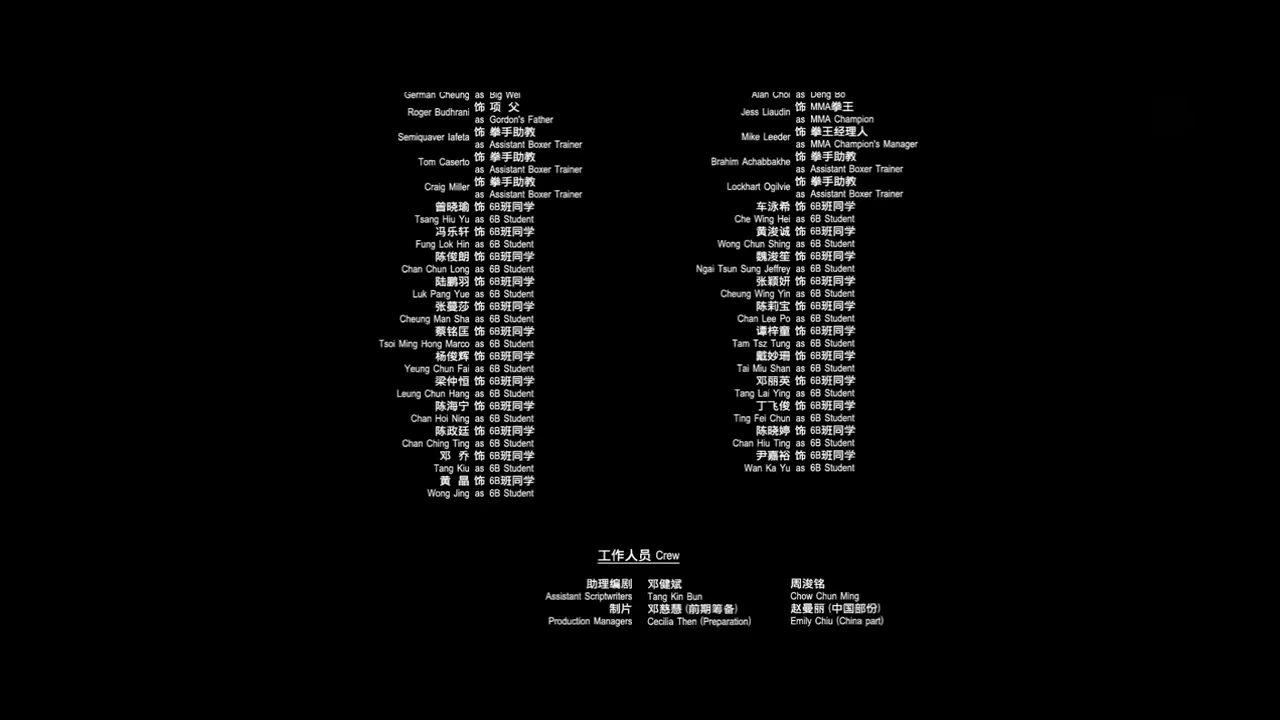 German Cheung as Big Wei
饰 项 父
Roger Budhrani
as Gordon's Father
饰 拳手助教
Semiquaver Iafeta
as Assistant Boxer Trainer
饰 拳手助教
Tom Caserto
as Assistant Boxer Trainer
饰 拳手助教
Craig Miller
as Assistant Boxer Trainer
曾晓瑜 饰 6B班同学
Tsang Hiu Yu as 6B Student
冯乐轩 饰 6B班同学
Fung Lok Hin as 6B Student
陈俊朗 饰 6B班同学
Chan Chun Long as 6B Student
陆鹏羽 饰 6B班同学
Luk Pang Yue as 6B Student
张蔓莎 饰 6B班同学
Cheung Man Sha as 6B Student
蔡铭匡 饰 6B班同学
Tsoi Ming Hong Marco as 6B Student
杨俊辉 饰 6B班同学
Yeung Chun Fai as 6B Student
梁仲恒 饰 6B班同学
Leung Chun Hang as 6B Student
陈海宁 饰 6B班同学
Chan Hoi Ning as 6B Student
陈政廷 饰 6B班同学
Chan Ching Ting as 6B Student
邓 乔 饰 6B班同学
Tang Kiu as 6B Student
黄 晶 饰 6B班同学
Wong Jing as 6B Student
Alan Choi as Deng Bo
饰 MMA拳王
Jess Liaudin
as MMA Champion
饰 拳王经理人
Mike Leeder
as MMA Champion's Manager
饰 拳手助教
Brahim Achabbakhe
as Assistant Boxer Trainer
饰 拳手助教
Lockhart Ogilvie
as Assistant Boxer Trainer
车泳希 饰 6B班同学
Che Wing Hei as 6B Student
黄浚诚 饰 6B班同学
Wong Chun Shing as 6B Student
魏浚笙 饰 6B班同学
Ngai Tsun Sung Jeffrey as 6B Student
张颖妍 饰 6B班同学
Cheung Wing Yin as 6B Student
陈莉宝 饰 6B班同学
Chan Lee Po as 6B Student
谭梓童 饰 6B班同学
Tam Tsz Tung as 6B Student
戴妙珊 饰 6B班同学
Tai Miu Shan as 6B Student
邓丽英 饰 6B班同学
Tang Lai Ying as 6B Student
丁飞俊 饰 6B班同学
Ting Fei Chun as 6B Student
陈晓婷 饰 6B班同学
Chan Hiu Ting as 6B Student
尹嘉裕 饰 6B班同学
Wan Ka Yu as 6B Student
工作人员 Crew
助理编剧 邓健斌 周浚铭
Assistant Scriptwriters Tang Kin Bun Chow Chun Ming
制片 邓慈慧 (前期筹备) 赵曼丽 (中国部份)
Production Managers Cecilia Then (Preparation) Emily Chiu (China part)